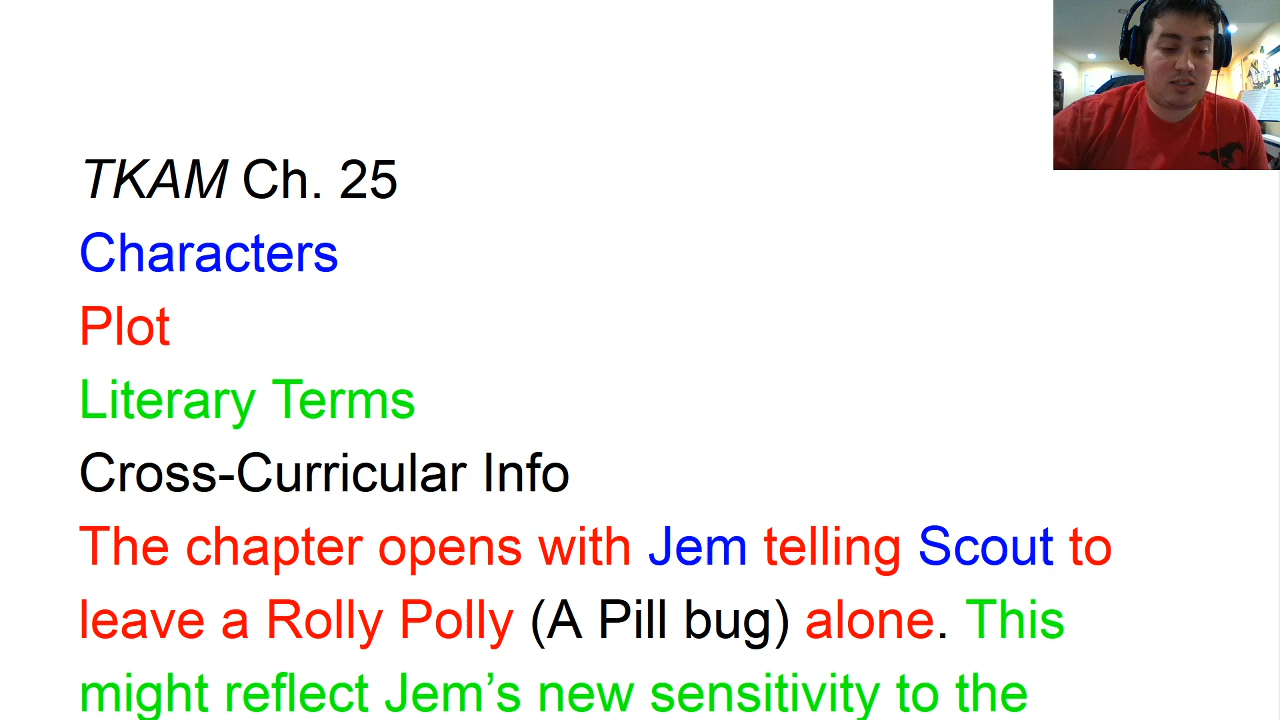 TKAM Ch. 25
Characters
Plot
Literary Terms
Cross-Curricular Info
The chapter opens with Jem telling Scout to
leave a Rolly Polly (A Pill bug) alone. This
might reflect Jem’s new sensitivity to the